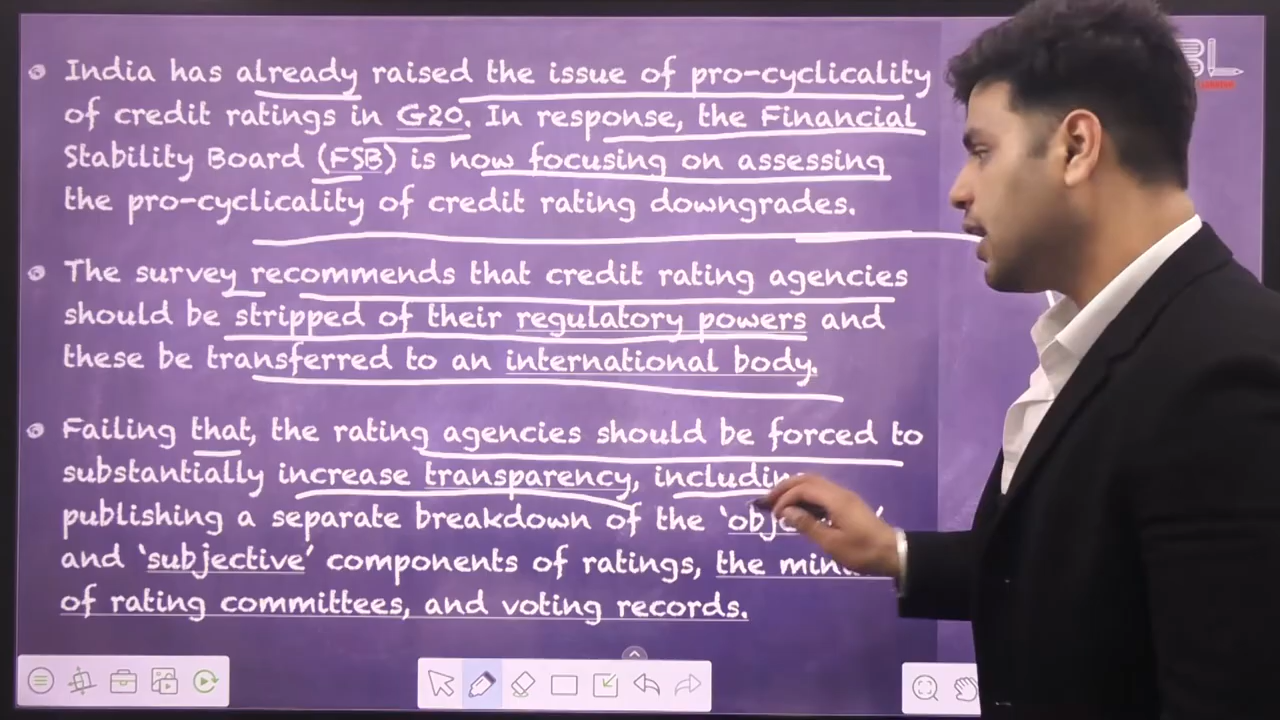 India has already raised the issue of pro-cyclicality
of credit ratings in G20. In response, the Financial
Stability Board (FSB) is now focusing on assessing
the pro-cyclicality of credit rating downgrades.
The survey recommends that credit rating agencies
should be stripped of their regulatory powers and
these be transferred to an international body.
Failing that, the rating agencies should be forced to
substantially increase transparency,
publishing a separate breakdown of the
and 'subjective' components of ratings, the
of rating committees, and voting records.